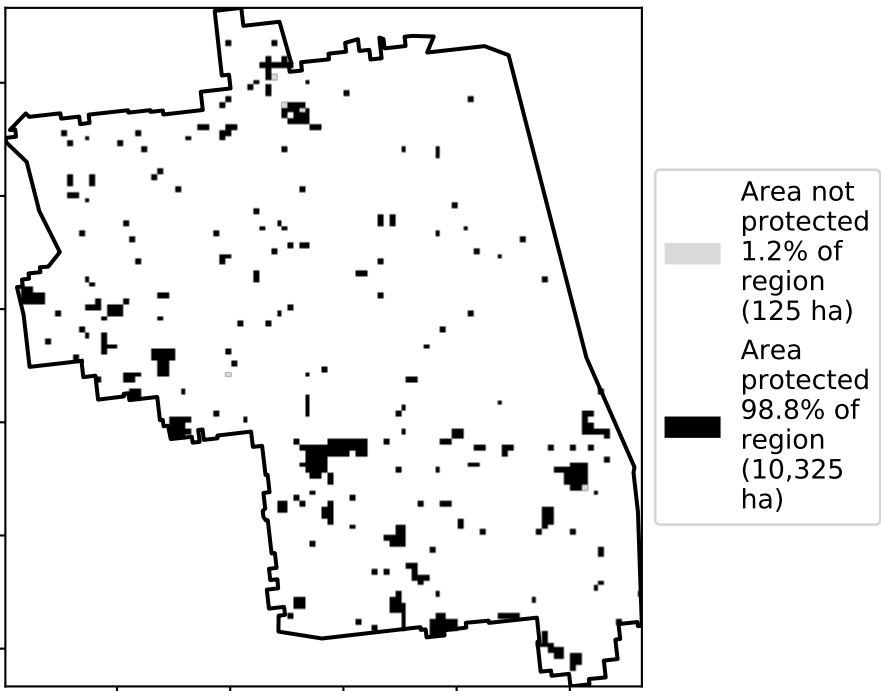 Area not
protected
1.2% of
region
(125 ha)
Area
protected
98.8% of
region
(10,325
ha)